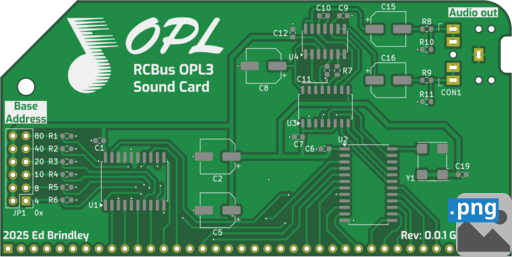 OPL
RCBus OPL3
Sound Card
Audio out
C10 C9
C15
R8
C12
R10
U4
C16
R7
R9
C8
C11
R11
CON1
Base
Address
U3
80 R1
40 R2
20 R3
10 R4
8 R5
4 R6
JP1 0x
C1
C7
C6
U2
C2
C19
Y1
U1
C5
2025 Ed Brindley
Rev: 0.0.1 G
.png